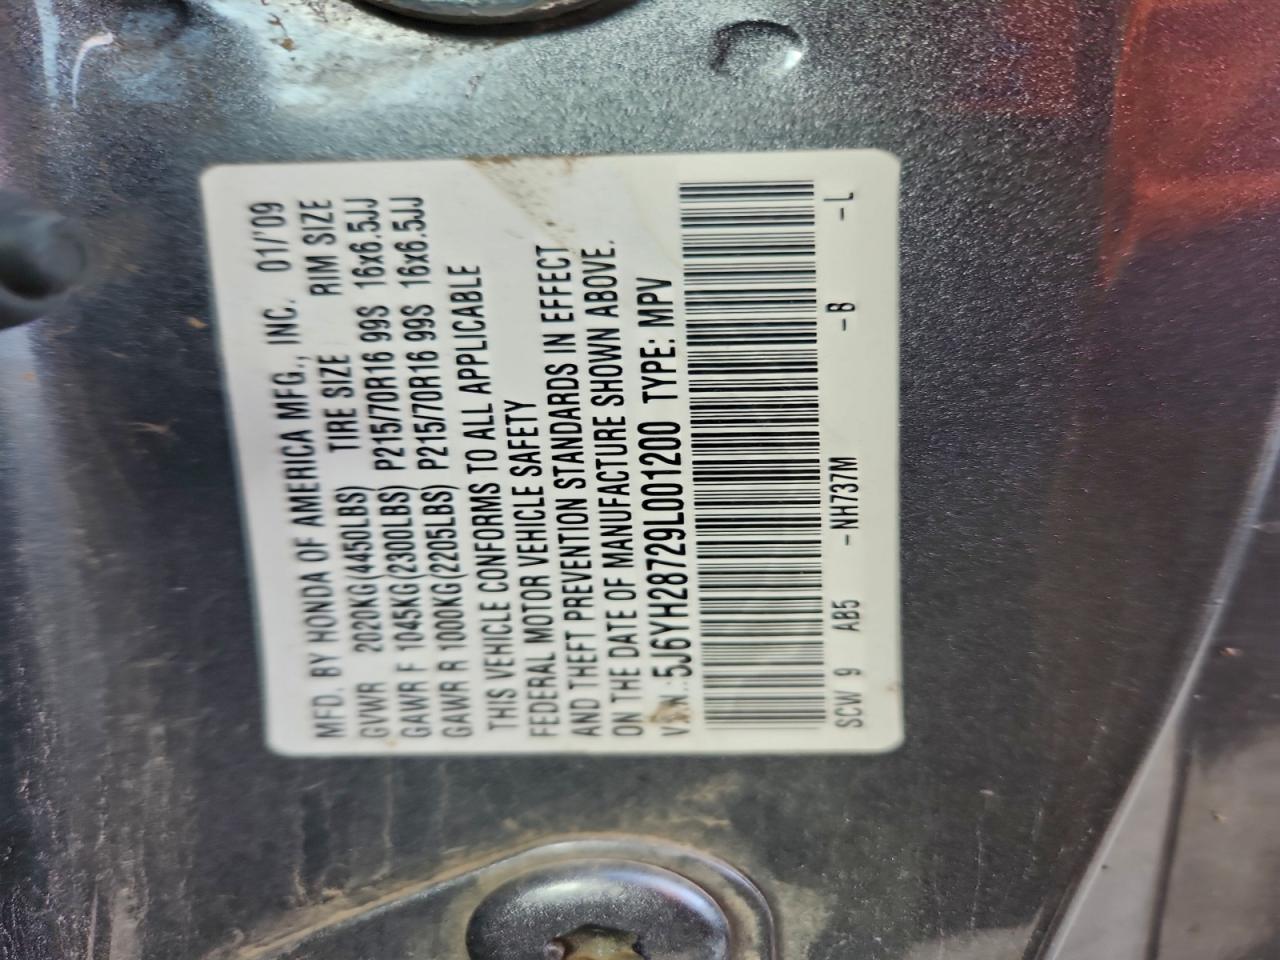 MFD. BY HONDA OF AMERICA MFG., INC. 01/'09
GVWR 2020KG(4450LBS) TIRE SIZE RIM SIZE
GAWR F 1045KG(2300LBS) P215/70R16 99S 16x6.5JJ
GAWR R 1000KG(2205LBS) P215/70R16 99S 16x6.5JJ
THIS VEHICLE CONFORMS TO ALL APPLICABLE
FEDERAL MOTOR VEHICLE SAFETY
AND THEFT PREVENTION STANDARDS IN EFFECT
ON THE DATE OF MANUFACTURE SHOWN ABOVE.
V.I.N.:5J6YH28729L001200 TYPE: MPV
SCW 9 AB5 -NH737M -B -L